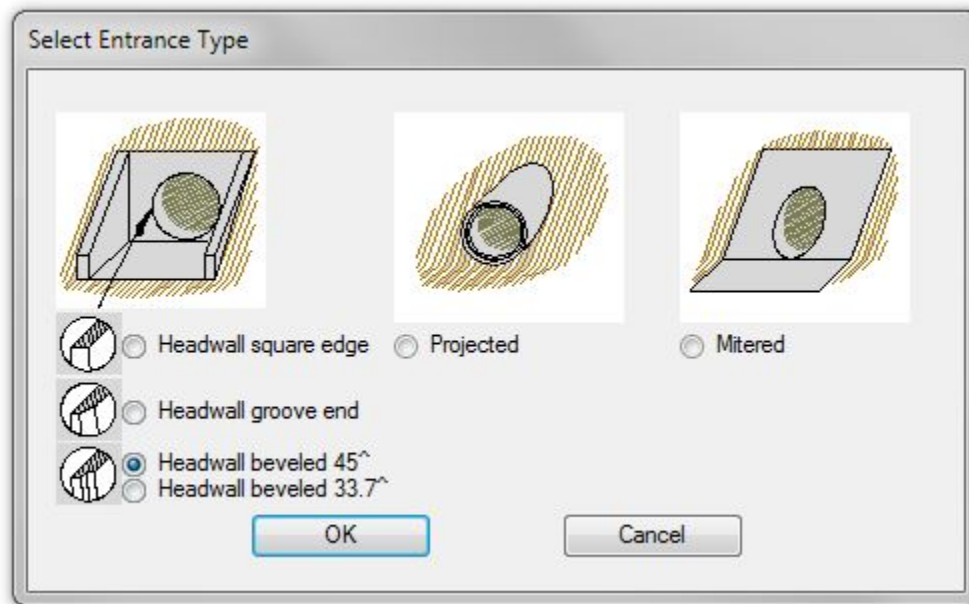 Select Entrance Type
Headwall square edge
Projected
Mitered
Headwall groove end
Headwall beveled 45^
Headwall beveled 33.7^
OK
Cancel